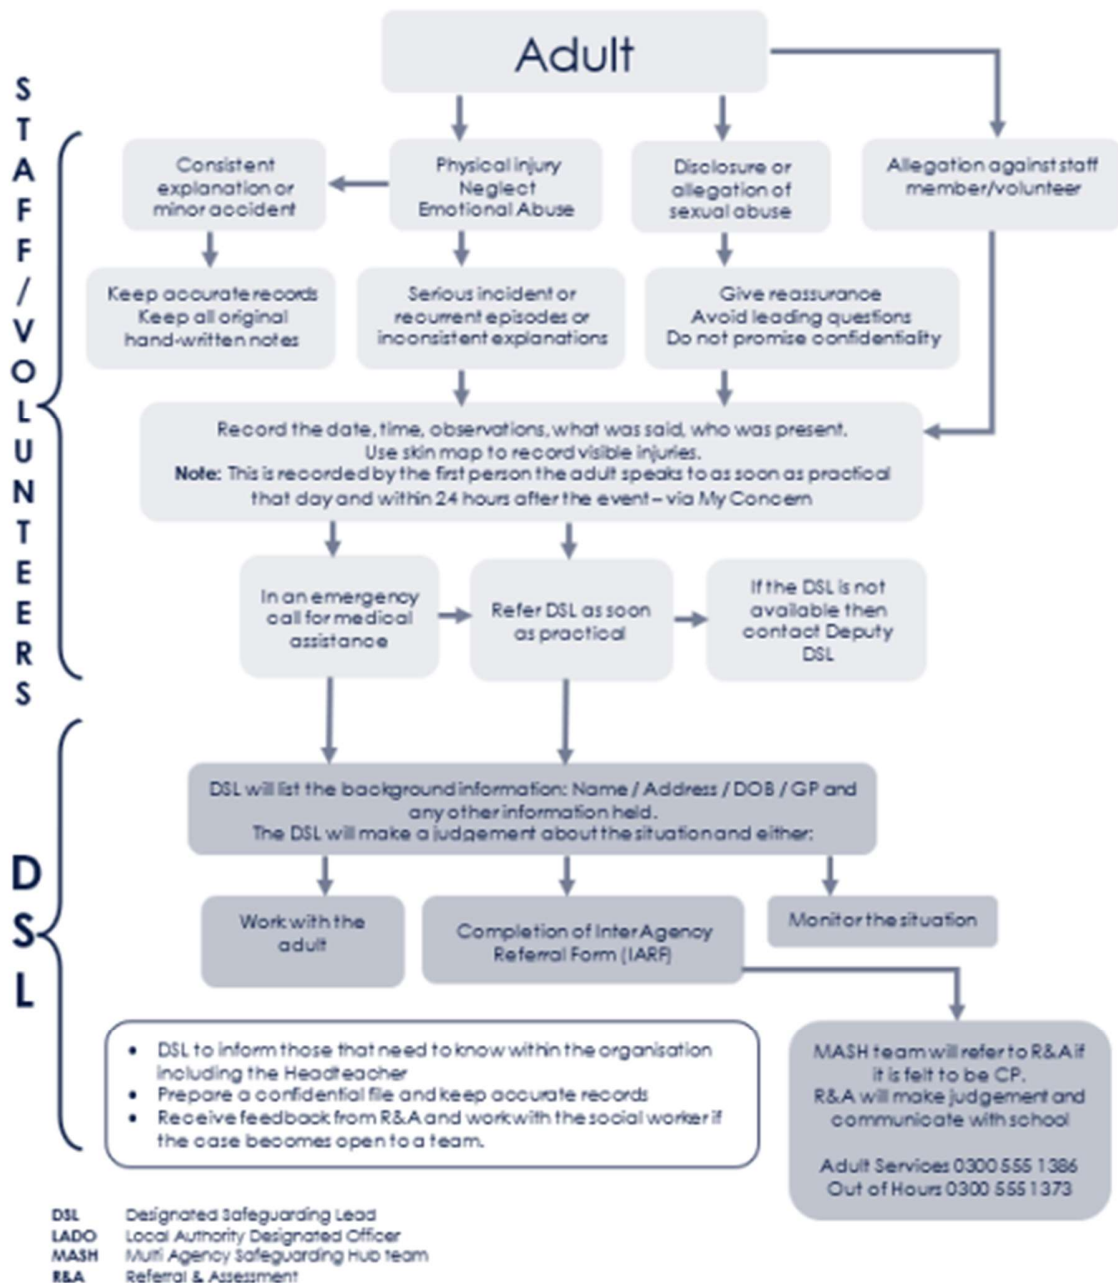 Adult
STAFF/VOLUNTEERS
Consistent
explanation or
minor accident
Physical injury
Neglect
Emotional Abuse
Disclosure or
allegation of
sexual abuse
Allegation against staff
member/volunteer
Keep accurate records
Keep all original
hand-written notes
Serious incident or
recurrent episodes or
inconsistent explanations
Give reassurance
Avoid leading questions
Do not promise confidentiality
Record the date, time, observations, what was said, who was present.
Use skin map to record visible injuries.
Note: This is recorded by the first person the adult speaks to as soon as practical
that day and within 24 hours after the event – via My Concern
In an emergency
call for medical
assistance
Refer DSL as soon
as practical
If the DSL is not
available then
contact Deputy
DSL
DSL
DSL will list the background information: Name / Address / DOB / GP and
any other information held.
The DSL will make a judgement about the situation and either:
Work with the
adult
Completion of InterAgency
Referral Form (IARF)
Monitor the situation
• DSL to inform those that need to know within the organisation
including the Headteacher
• Prepare a confidential file and keep accurate records
• Receive feedback from R&A and work with the social worker if
the case becomes open to a team.
MASH team will refer to R&A if
it is felt to be CP.
R&A will make judgement and
communicate with school
Adult Services 0300 555 1386
Out of Hours 0300 555 1373
DSL Designated Safeguarding Lead
LADO Local Authority Designated Officer
MASH Multi Agency Safeguarding Hub team
R&A Referral & Assessment